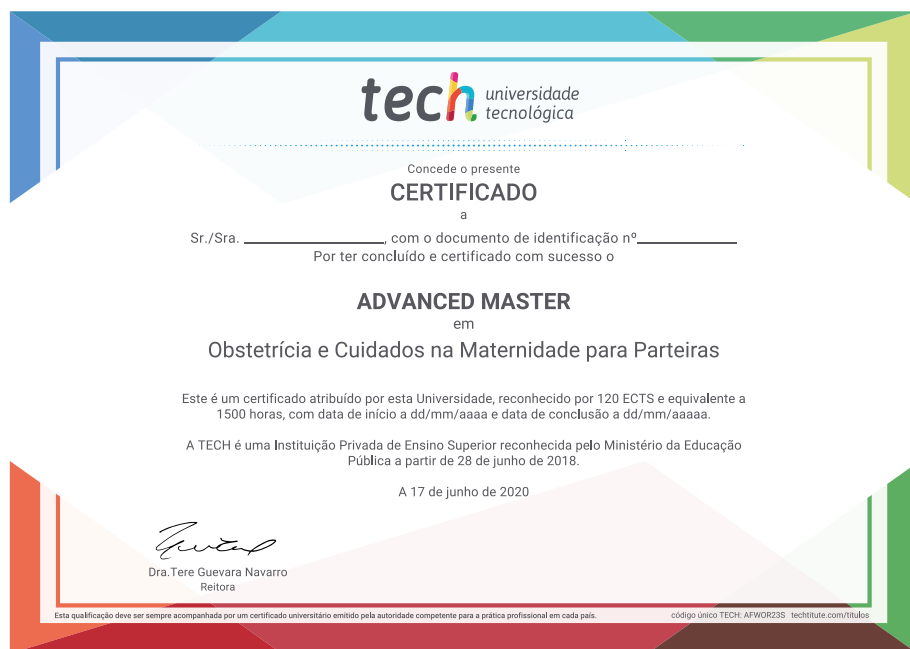 tech universidade
tecnológica
Concede o presente
CERTIFICADO
a
Sr./Sra. ________________, com o documento de identificação nº____________
Por ter concluído e certificado com sucesso o
ADVANCED MASTER
em
Obstetrícia e Cuidados na Maternidade para Parteiras
Este é um certificado atribuído por esta Universidade, reconhecido por 120 ECTS e equivalente a
1500 horas, com data de início a dd/mm/aaaa e data de conclusão a dd/mm/aaaaa.
A TECH é uma Instituição Privada de Ensino Superior reconhecida pelo Ministério da Educação
Pública a partir de 28 de junho de 2018.
A 17 de junho de 2020
Dra.Tere Guevara Navarro
Reitora
Esta qualificação deve ser sempre acompanhada por um certificado universitário emitido pela autoridade competente para a prática profissional em cada país. código único TECH: AFWOR23S techtitute.com/titulos